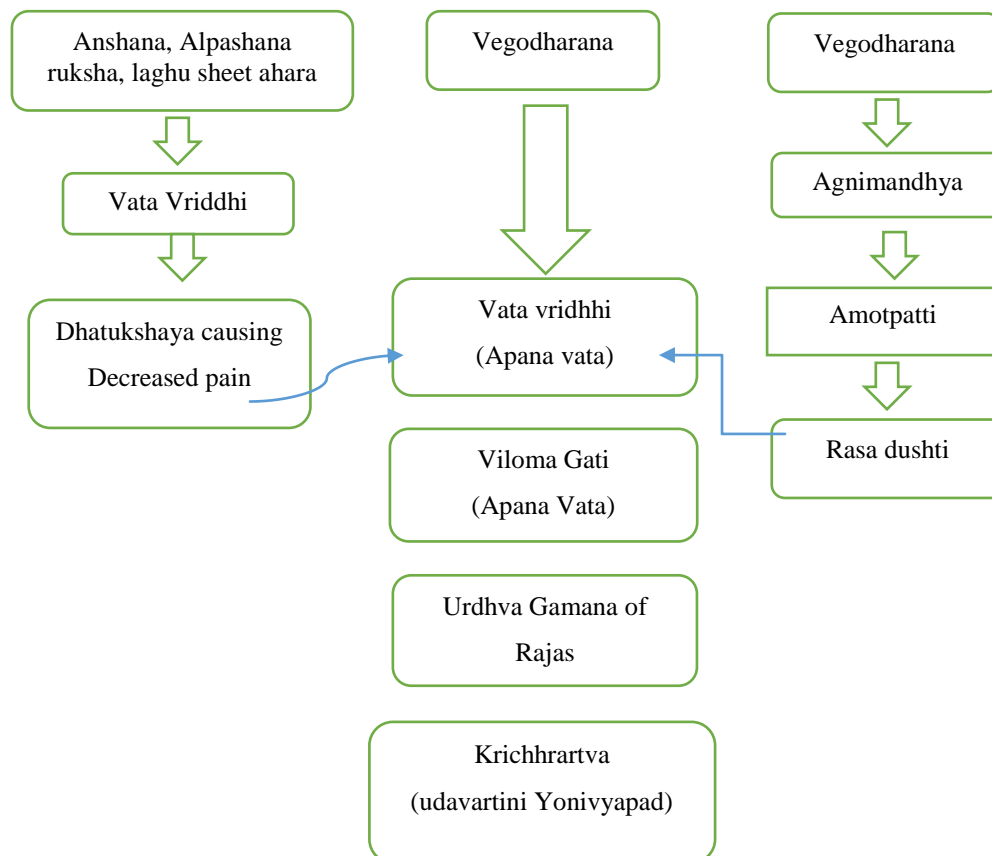 Anshana, Alpashana
ruksha, laghu sheet ahara
Vata Vriddhi
Dhatukshaya causing
Decreased pain
Vegodharana
Vata vridhhi
(Apana vata)
Viloma Gati
(Apana Vata)
Urdhva Gamana of
Rajas
Krichhrartva
(udavartini Yonivyapad)
Vegodharana
Agnimandhya
Amotpatti
Rasa dushti